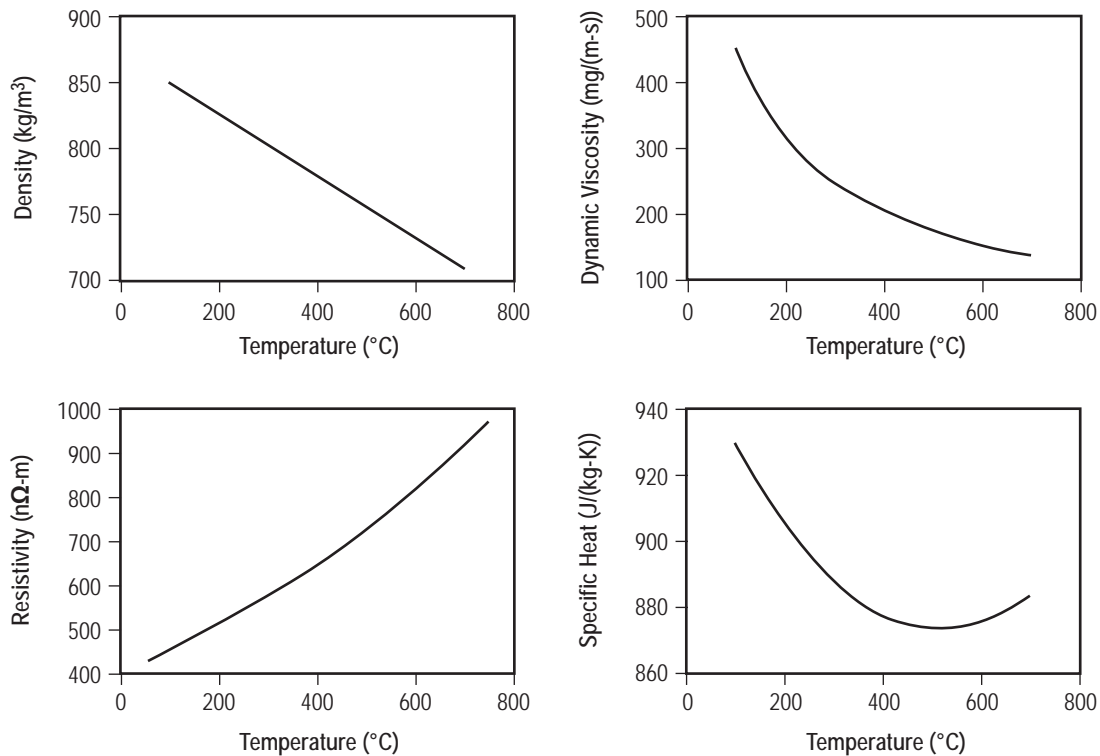 Density (kg/m³)
900
850
800
750
700
0 200 400 600 800
Temperature (°C)
Dynamic Viscosity (mg/(m-s))
500
400
300
200
100
0 200 400 600 800
Temperature (°C)
Resistivity (nΩ-m)
1000
900
800
700
600
500
400
0 200 400 600 800
Temperature (°C)
Specific Heat (J/(kg-K))
940
920
900
880
860
0 200 400 600 800
Temperature (°C)